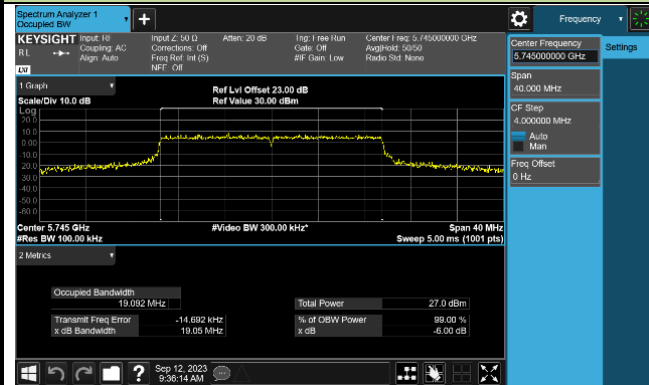 Spectrum Analyzer 1
Occupied BW
+
Frequency
KEYSIGHT Input: RF
RL
Coupling: AC
Align: Auto
LXI
Input Z: 50 Ω
Corrections: Off
Freq Ref: Int (S)
NFE: Off
Atten: 20 dB
Trig: Free Run
Gate: Off
#IF Gain: Low
Center Freq: 5.745000000 GHz
Avg|Hold: 50/50
Radio Std: None
Center Frequency
5.745000000 GHz
Settings
Span
40.000 MHz
CF Step
4.000000 MHz
Auto
Man
Freq Offset
0 Hz
1 Graph
Scale/Div 10.0 dB
Ref Lvl Offset 23.00 dB
Ref Value 30.00 dBm
Log
20.0
10.0
0.00
-10.0
-20.0
-30.0
-40.0
-50.0
-60.0
Center 5.745 GHz
#Res BW 100.00 kHz
#Video BW 300.00 kHz*
Span 40 MHz
Sweep 5.00 ms (1001 pts)
2 Metrics
Occupied Bandwidth
19.092 MHz
Total Power 27.0 dBm
Transmit Freq Error -14.692 kHz
% of OBW Power 99.00 %
x dB Bandwidth 19.05 MHz
x dB -6.00 dB
?
Sep 12, 2023
9:36:14 AM